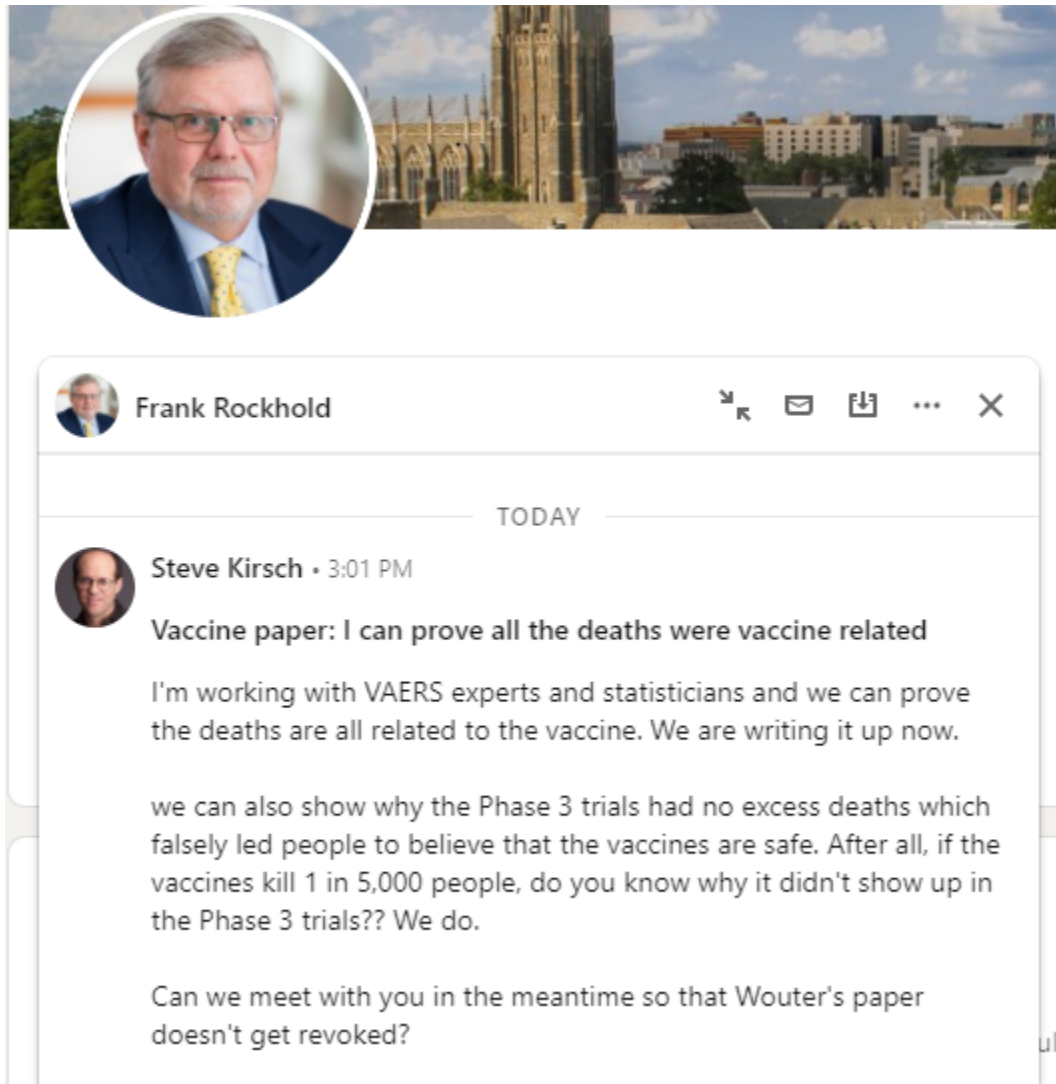 Frank Rockhold
TODAY
Steve Kirsch • 3:01 PM
Vaccine paper: I can prove all the deaths were vaccine related
I'm working with VAERS experts and statisticians and we can prove
the deaths are all related to the vaccine. We are writing it up now.
we can also show why the Phase 3 trials had no excess deaths which
falsely led people to believe that the vaccines are safe. After all, if the
vaccines kill 1 in 5,000 people, do you know why it didn't show up in
the Phase 3 trials?? We do.
Can we meet with you in the meantime so that Wouter's paper
doesn't get revoked?